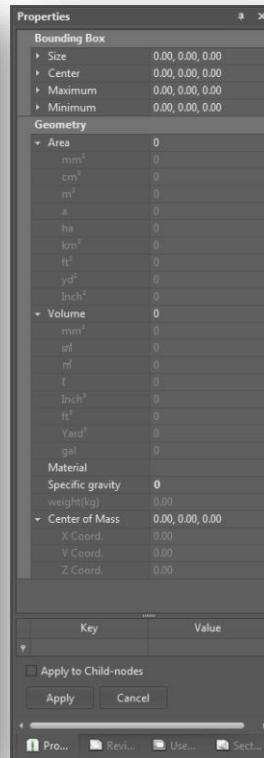 Properties
Bounding Box
Size 0.00, 0.00, 0.00
Center 0.00, 0.00, 0.00
Maximum 0.00, 0.00, 0.00
Minimum 0.00, 0.00, 0.00
Geometry
Area 0
mm² 0
cm² 0
m² 0
a 0
ha 0
km² 0
ft² 0
yd² 0
Inch² 0
Volume 0
mm³ 0
㎤ 0
㎥ 0
ℓ 0
Inch³ 0
ft³ 0
Yard³ 0
gal 0
Material
Specific gravity 0
weight(kg) 0.00
Center of Mass 0.00, 0.00, 0.00
X Coord. 0.00
Y Coord. 0.00
Z Coord. 0.00
Key Value
Apply to Child-nodes
Apply Cancel
Pro... Revi... Use... Sect...